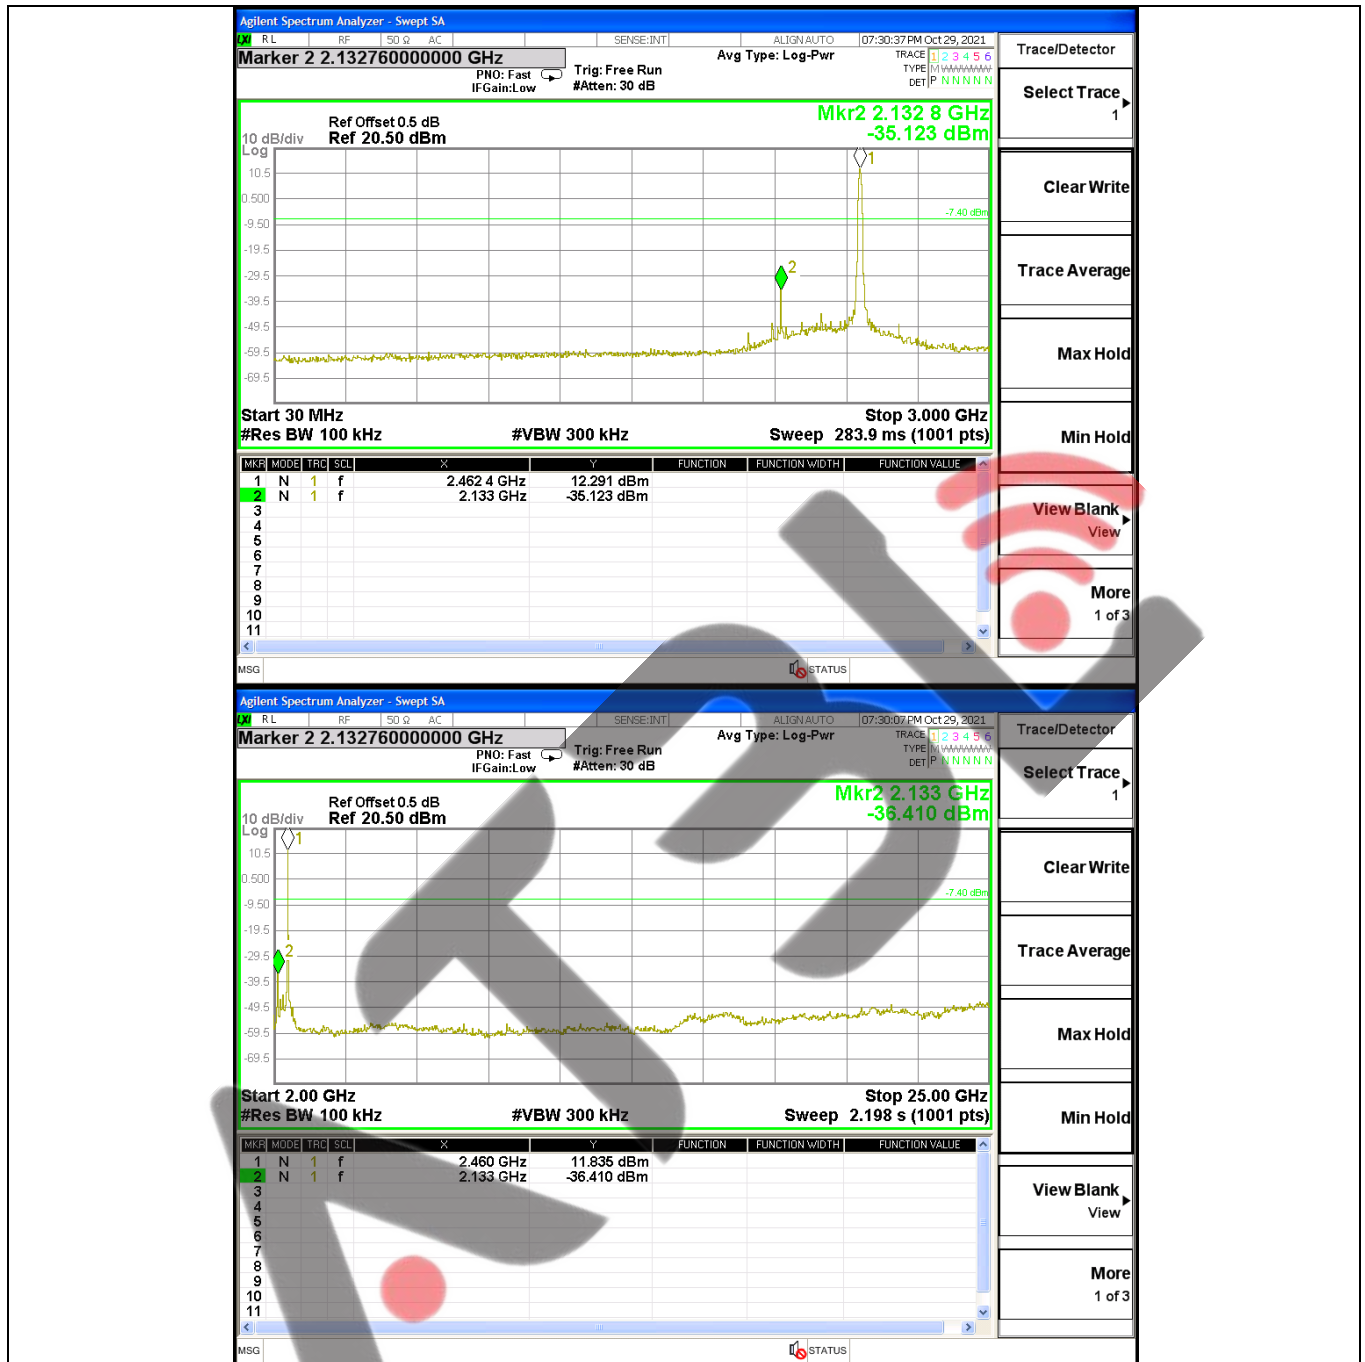 Agilent Spectrum Analyzer - Swept SA
LXI RL RF 50 Ω AC SENSE:INT ALIGN AUTO 07:30:37 PM Oct 29, 2021
Marker 2 2.132760000000 GHz
PNO: Fast
IFGain:Low
Trig: Free Run
#Atten: 30 dB
Avg Type: Log-Pwr
TRACE 1 2 3 4 5 6
TYPE M WWWWW
DET P N N N N N
Trace/Detector
Select Trace
1
Clear Write
Trace Average
Max Hold
Min Hold
View Blank
View
More
1 of 3
Mkr2 2.132 8 GHz
-35.123 dBm
10 dB/div
Log
Ref Offset 0.5 dB
Ref 20.50 dBm
1
10.5
0.500
-7.40 dBm
-9.50
-19.5
2
-29.5
-39.5
-49.5
-59.5
-69.5
Start 30 MHz Stop 3.000 GHz
#Res BW 100 kHz #VBW 300 kHz Sweep 283.9 ms (1001 pts)
MKR MODE TRC SCL X Y FUNCTION FUNCTION WIDTH FUNCTION VALUE
1 N 1 f 2.462 4 GHz 12.291 dBm
2 N 1 f 2.133 GHz -35.123 dBm
3
4
5
6
7
8
9
10
11
MSG STATUS
Agilent Spectrum Analyzer - Swept SA
LXI RL RF 50 Ω AC SENSE:INT ALIGN AUTO 07:30:07 PM Oct 29, 2021
Marker 2 2.132760000000 GHz
PNO: Fast
IFGain:Low
Trig: Free Run
#Atten: 30 dB
Avg Type: Log-Pwr
TRACE 1 2 3 4 5 6
TYPE M WWWWW
DET P N N N N N
Trace/Detector
Select Trace
1
Clear Write
Trace Average
Max Hold
Min Hold
View Blank
View
More
1 of 3
Mkr2 2.133 GHz
-36.410 dBm
10 dB/div
Log
Ref Offset 0.5 dB
Ref 20.50 dBm
1
10.5
0.500
-7.40 dBm
-9.50
-19.5
2
-29.5
-39.5
-49.5
-59.5
-69.5
Start 2.00 GHz Stop 25.00 GHz
#Res BW 100 kHz #VBW 300 kHz Sweep 2.198 s (1001 pts)
MKR MODE TRC SCL X Y FUNCTION FUNCTION WIDTH FUNCTION VALUE
1 N 1 f 2.460 GHz 11.835 dBm
2 N 1 f 2.133 GHz -36.410 dBm
3
4
5
6
7
8
9
10
11
MSG STATUS